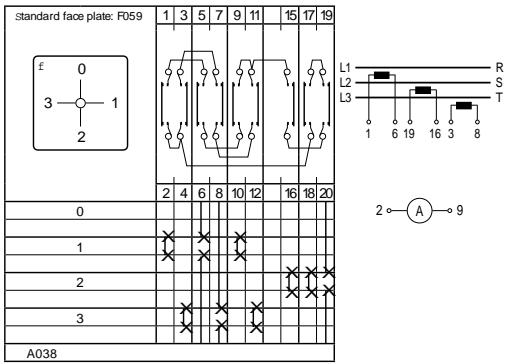 Standard face plate: F059
1 3 5 7 9 11 15 17 19
f
0
3 1
2
2 4 6 8 10 12 16 18 20
0
1
2
3
A038
L1 R
L2 S
L3 T
1 6 19 16 3 8
2 A 9